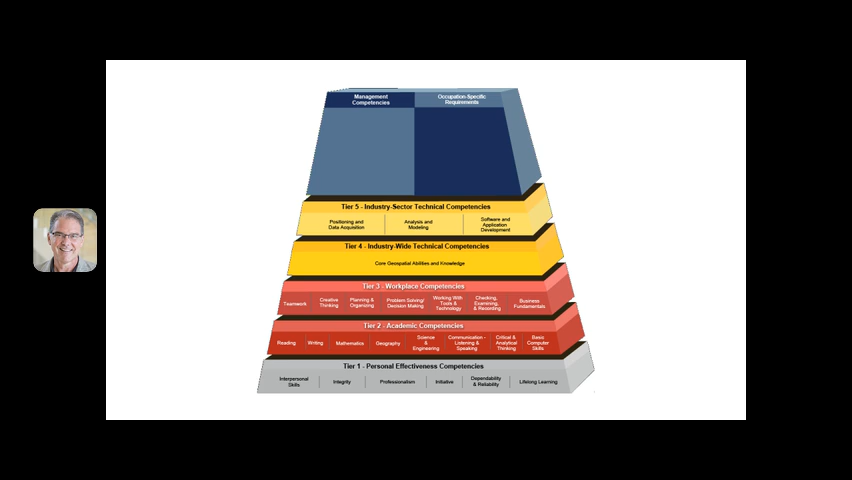 Management Occupation-Specific
Competencies Requirements
Tier 5 - Industry-Sector Technical Competencies
Positioning and
Data Acquisition
Analysis and
Modeling
Software and
Application
Development
Tier 4 - Industry-Wide Technical Competencies
Core Geospatial Abilities and Knowledge
Tier 3 - Workplace Competencies
Teamwork
Creative
Thinking
Planning &
Organizing
Problem Solving/
Decision Making
Working With
Tools &
Technology
Checking,
Examining,
& Recording
Business
Fundamentals
Tier 2 - Academic Competencies
Reading
Writing
Mathematics
Geography
Science
&
Engineering
Communication -
Listening &
Speaking
Critical &
Analytical
Thinking
Basic
Computer
Skills
Tier 1 - Personal Effectiveness Competencies
Interpersonal
Skills
Integrity
Professionalism
Initiative
Dependability
& Reliability
Lifelong Learning